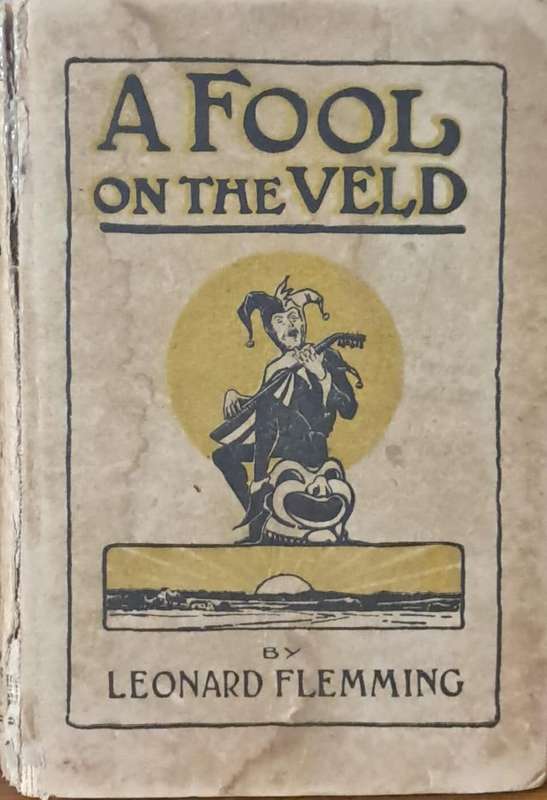 A FOOL
ON THE VELD
BY
LEONARD FLEMMING